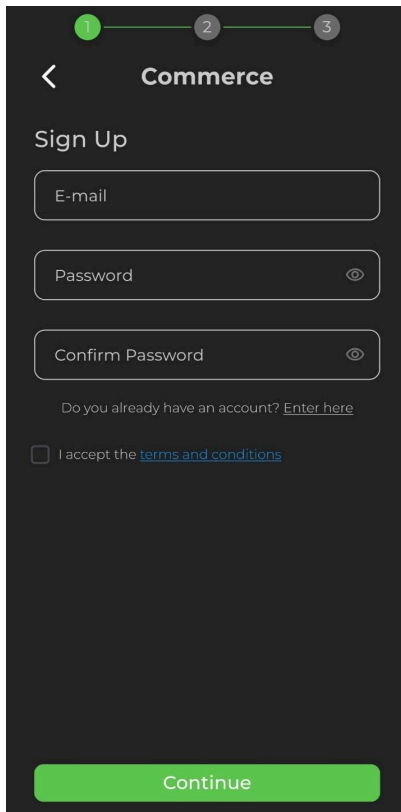 1 2 3
Commerce
Sign Up
E-mail
Password
Confirm Password
Do you already have an account? Enter here
I accept the terms and conditions
Continue